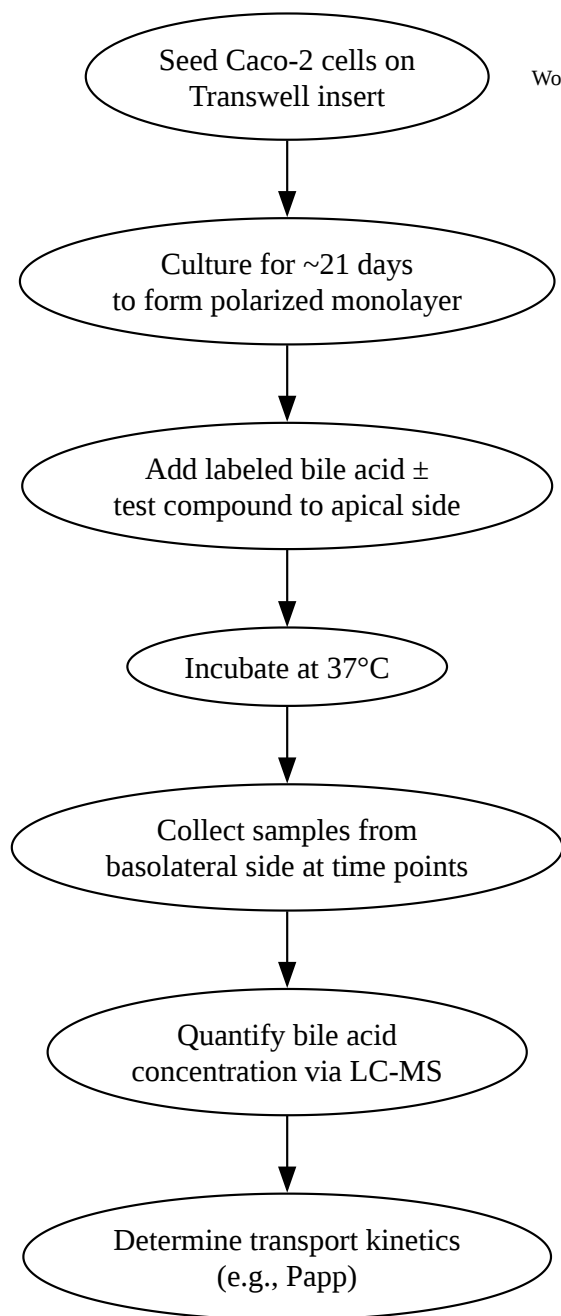 Seed Caco-2 cells on
Transwell insert
Wo
Culture for ~21 days
to form polarized monolayer
Add labeled bile acid ±
test compound to apical side
Incubate at 37°C
Collect samples from
basolateral side at time points
Quantify bile acid
concentration via LC-MS
Determine transport kinetics
(e.g., Papp)